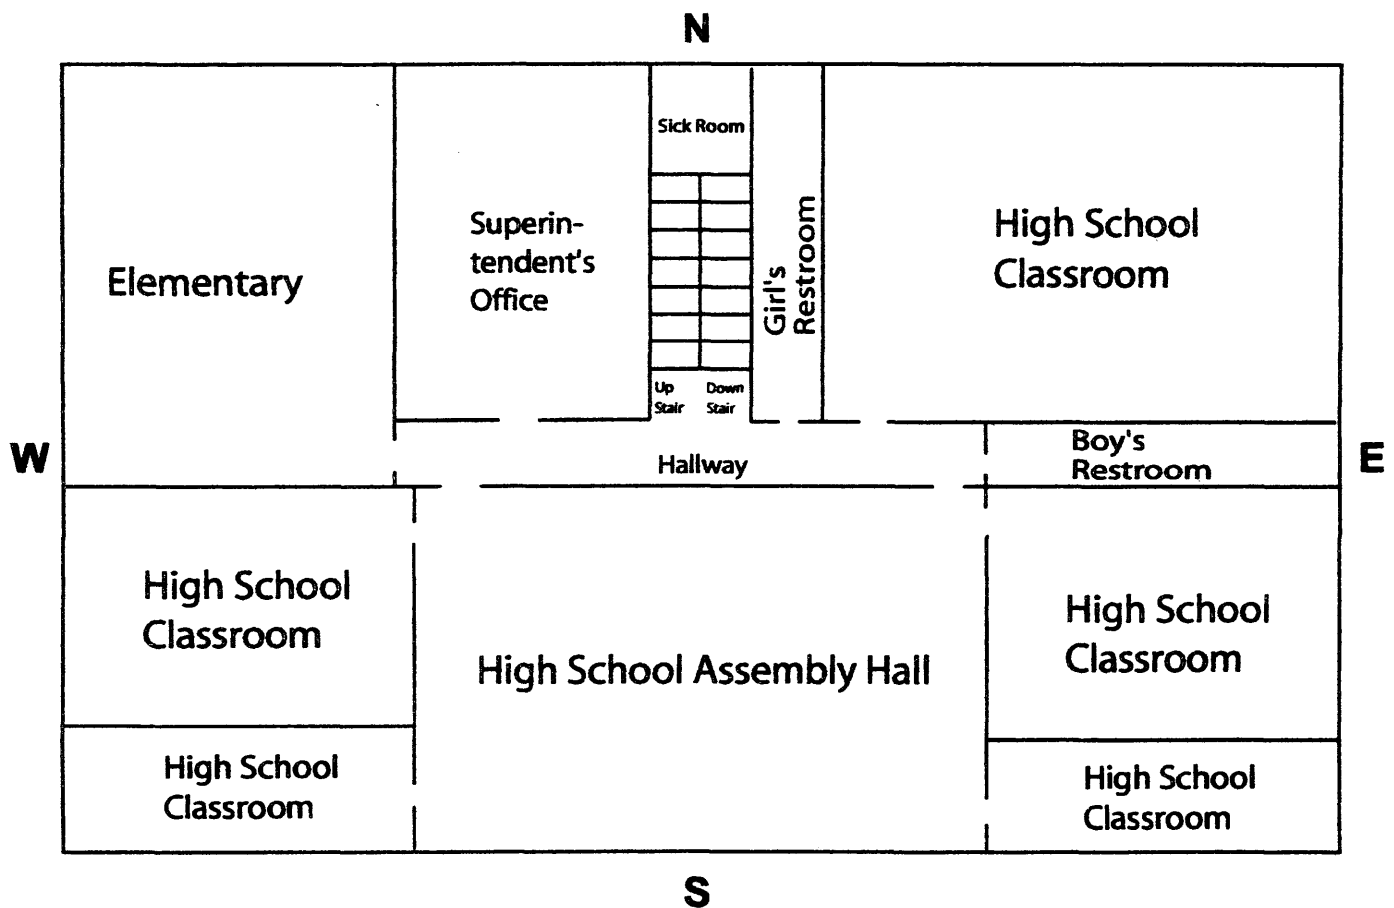 N
Sick Room
Superin-
tendent's
Office
Elementary
Girl's
Restroom
High School
Classroom
Up
Stair
Down
Stair
W
Hallway
Boy's
Restroom
E
High School
Classroom
High School Assembly Hall
High School
Classroom
High School
Classroom
High School
Classroom
S